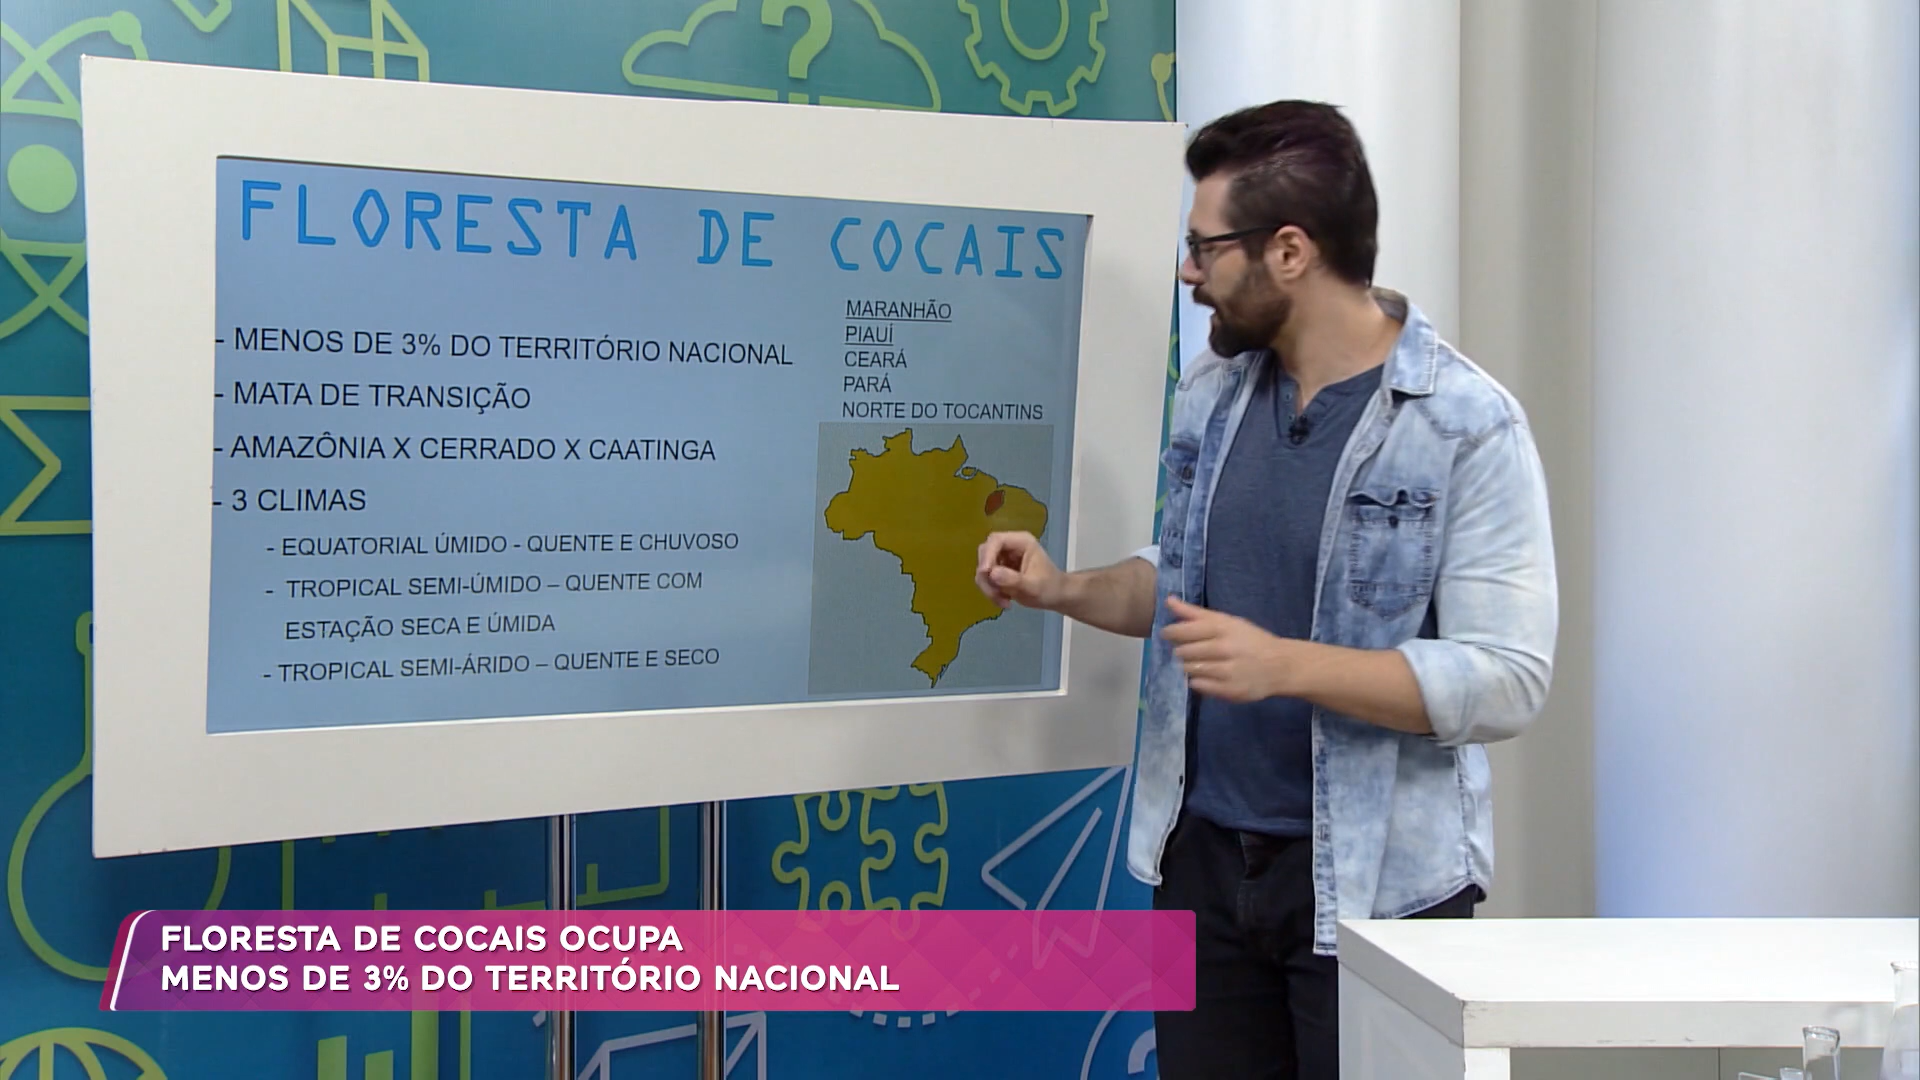 FLORESTA DE COCAIS
MARANHÃO
PIAUÍ
CEARÁ
PARÁ
NORTE DO TOCANTINS
- MENOS DE 3% DO TERRITÓRIO NACIONAL
- MATA DE TRANSIÇÃO
- AMAZÔNIA X CERRADO X CAATINGA
- 3 CLIMAS
- EQUATORIAL ÚMIDO - QUENTE E CHUVOSO
- TROPICAL SEMI-ÚMIDO – QUENTE COM
ESTAÇÃO SECA E ÚMIDA
- TROPICAL SEMI-ÁRIDO – QUENTE E SECO
FLORESTA DE COCAIS OCUPA
MENOS DE 3% DO TERRITÓRIO NACIONAL